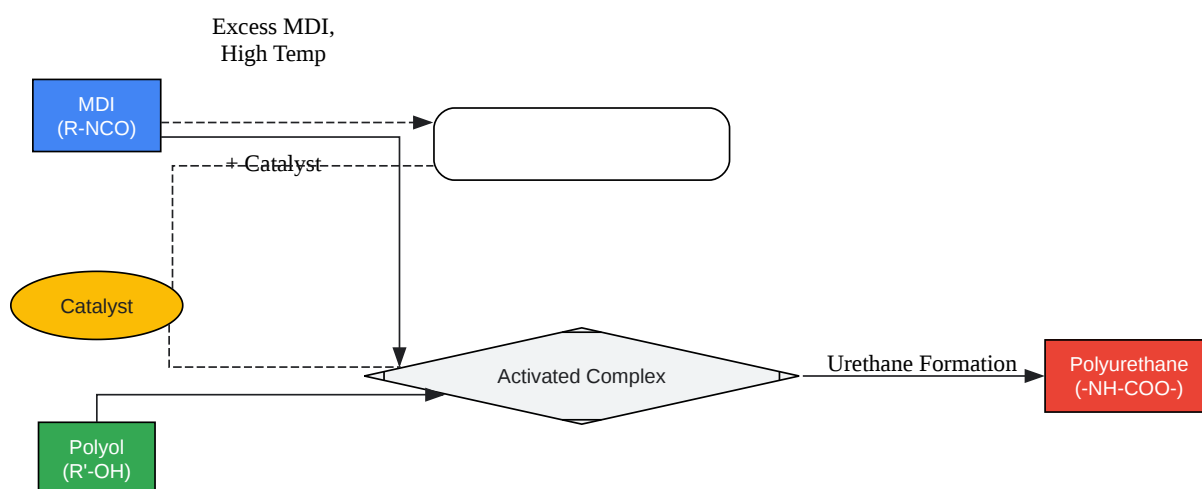 Excess MDI,
High Temp
MDI
(R-NCO)
+ Catalyst
Catalyst
Activated Complex
Urethane Formation
Polyurethane
(-NH-COO-)
Polyol
(R'-OH)